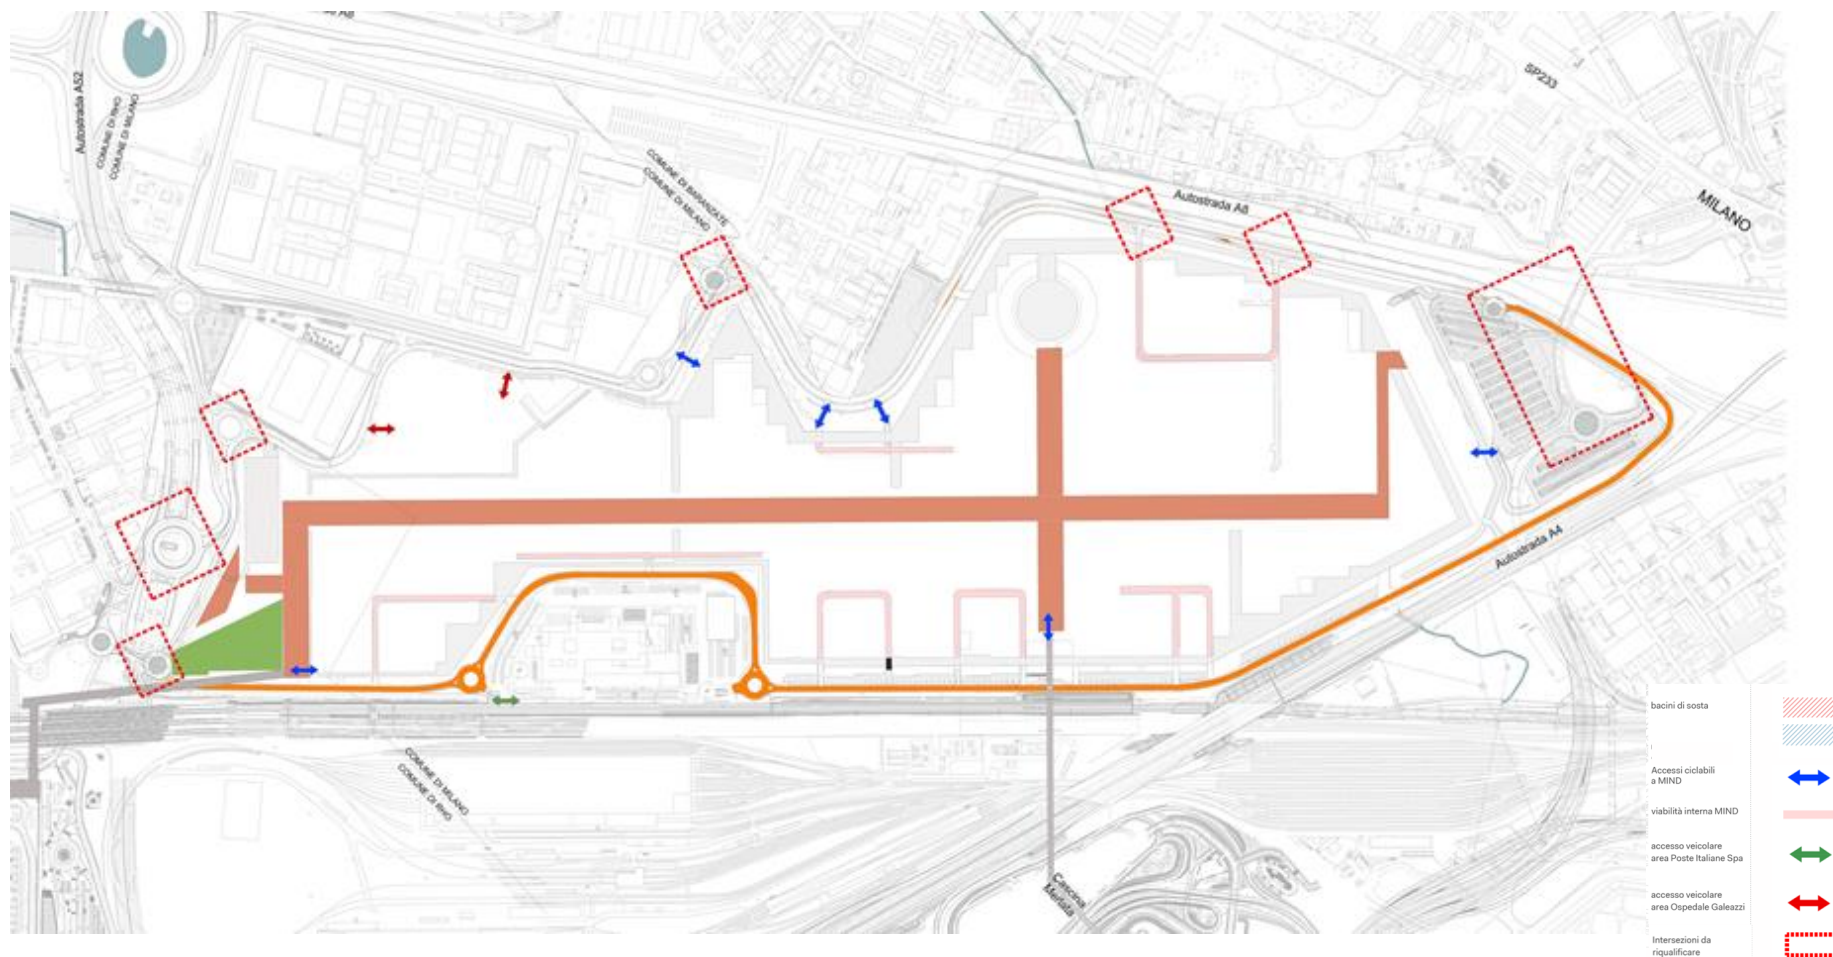 Autostrada A52
COMUNE DI RHO
COMUNE DI MILANO
COMUNE DI BARANZATE
COMUNE DI MILANO
Autostrada A8
SP233
MILANO
Autostrada A4
COMUNE DI MILANO
COMUNE DI RHO
Cascina
Merlata
bacini di sosta
Accessi ciclabili
a MIND
viabilità interna MIND
accesso veicolare
area Poste Italiane Spa
accesso veicolare
area Ospedale Galeazzi
Intersezioni da
riqualificare